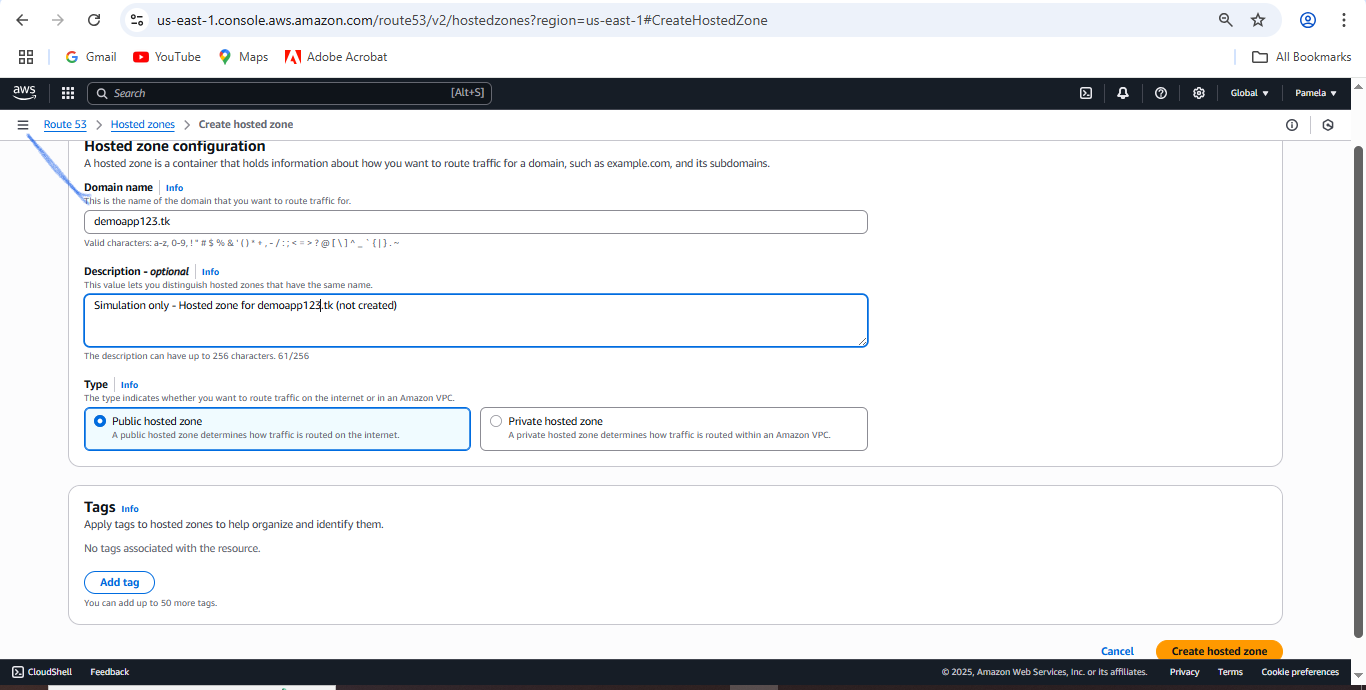 us-east-1.console.aws.amazon.com/route53/v2/hostedzones?region=us-east-1#CreateHostedZone
Gmail YouTube Maps Adobe Acrobat All Bookmarks
aws Search [Alt+S] Global ▼ Pamela ▼
Route 53 > Hosted zones > Create hosted zone
Hosted zone configuration
A hosted zone is a container that holds information about how you want to route traffic for a domain, such as example.com, and its subdomains.
Domain name Info
This is the name of the domain that you want to route traffic for.
demoapp123.tk
Valid characters: a-z, 0-9, ! " # $ % & ' ( ) * + , - / : ; < = > ? @ [ \ ] ^ _ ` { | } . ~
Description - optional Info
This value lets you distinguish hosted zones that have the same name.
Simulation only - Hosted zone for demoapp123.tk (not created)
The description can have up to 256 characters. 61/256
Type Info
The type indicates whether you want to route traffic on the internet or in an Amazon VPC.
Public hosted zone
A public hosted zone determines how traffic is routed on the internet.
Private hosted zone
A private hosted zone determines how traffic is routed within an Amazon VPC.
Tags Info
Apply tags to hosted zones to help organize and identify them.
No tags associated with the resource.
Add tag
You can add up to 50 more tags.
Cancel Create hosted zone
CloudShell Feedback © 2025, Amazon Web Services, Inc. or its affiliates. Privacy Terms Cookie preferences